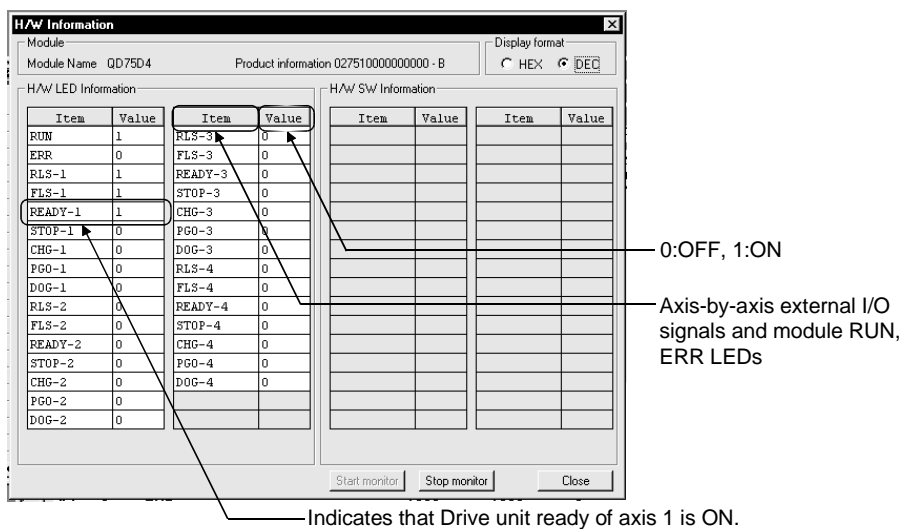 H/W Information
Module
Module Name QD75D4 Product information 027510000000000 - B
Display format
HEX DEC
H/W LED Information
H/W SW Information
Item Value Item Value Item Value Item Value
RUN 1 RLS-3 0
ERR 0 FLS-3 0
RLS-1 1 READY-3 0
FLS-1 1 STOP-3 0
READY-1 1 CHG-3 0
STOP-1 0 PGO-3 0
CHG-1 0 DOG-3 0
PGO-1 0 RLS-4 0
DOG-1 0 FLS-4 0
RLS-2 0 READY-4 0
FLS-2 0 STOP-4 0
READY-2 0 CHG-4 0
STOP-2 0 PGO-4 0
CHG-2 0 DOG-4 0
PGO-2 0
DOG-2 0
Start monitor Stop monitor Close
0:OFF, 1:ON
Axis-by-axis external I/O
signals and module RUN,
ERR LEDs
Indicates that Drive unit ready of axis 1 is ON.